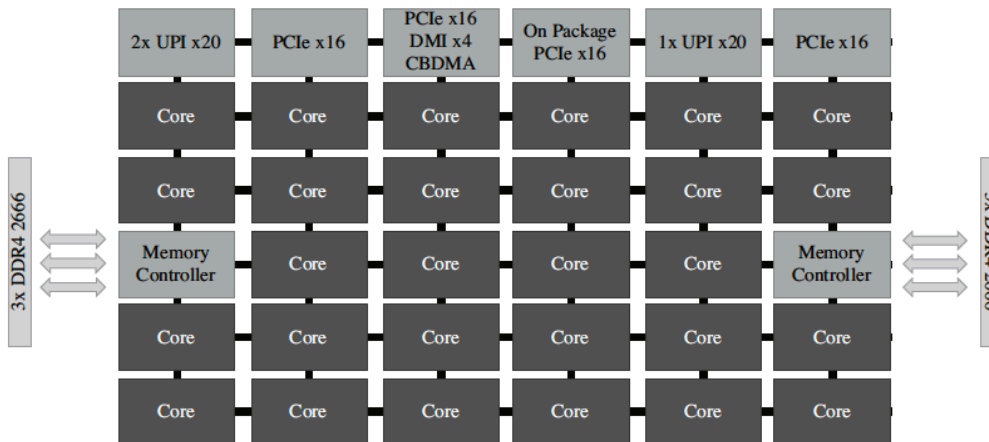 2x UPI x20
PCIe x16
PCIe x16
DMI x4
CBDMA
On Package
PCIe x16
1x UPI x20
PCIe x16
Core
Core
Core
Core
Core
Core
Core
Core
Core
Core
Core
Core
3x DDR4 2666
Memory
Controller
Core
Core
Core
Core
Memory
Controller
Core
Core
Core
Core
Core
Core
Core
Core
Core
Core
Core
Core